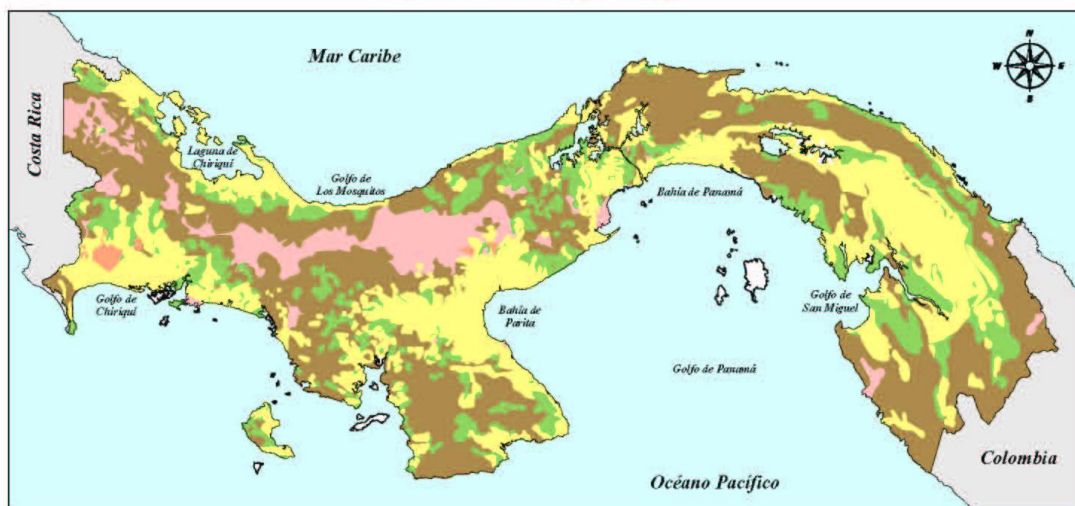 Mar Caribe
N
W
E
S
Costa Rica
Laguna de
Chiriquí
Golfo de
Los Mosquitos
Bahía de Panamá
Golfo de
Chiriquí
Bahía de
Parita
Golfo de
San Miguel
Golfo de Panamá
Colombia
Océano Pacífico